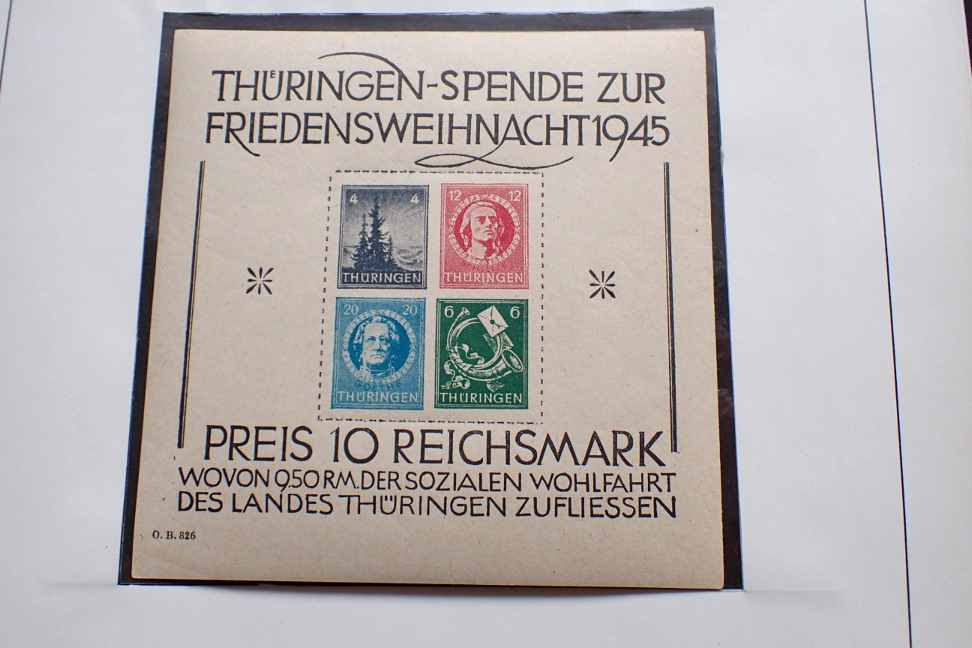 THÜRINGEN-SPENDE ZUR
FRIEDENSWEIHNACHT 1945
4 4
THÜRINGEN
12 12
THÜRINGEN
20 20
GOETHE
THÜRINGEN
6 6
THÜRINGEN
PREIS 10 REICHSMARK
WOVON 9.50 RM. DER SOZIALEN WOHLFAHRT
DES LANDES THÜRINGEN ZUFLIESSEN
O. B. 826